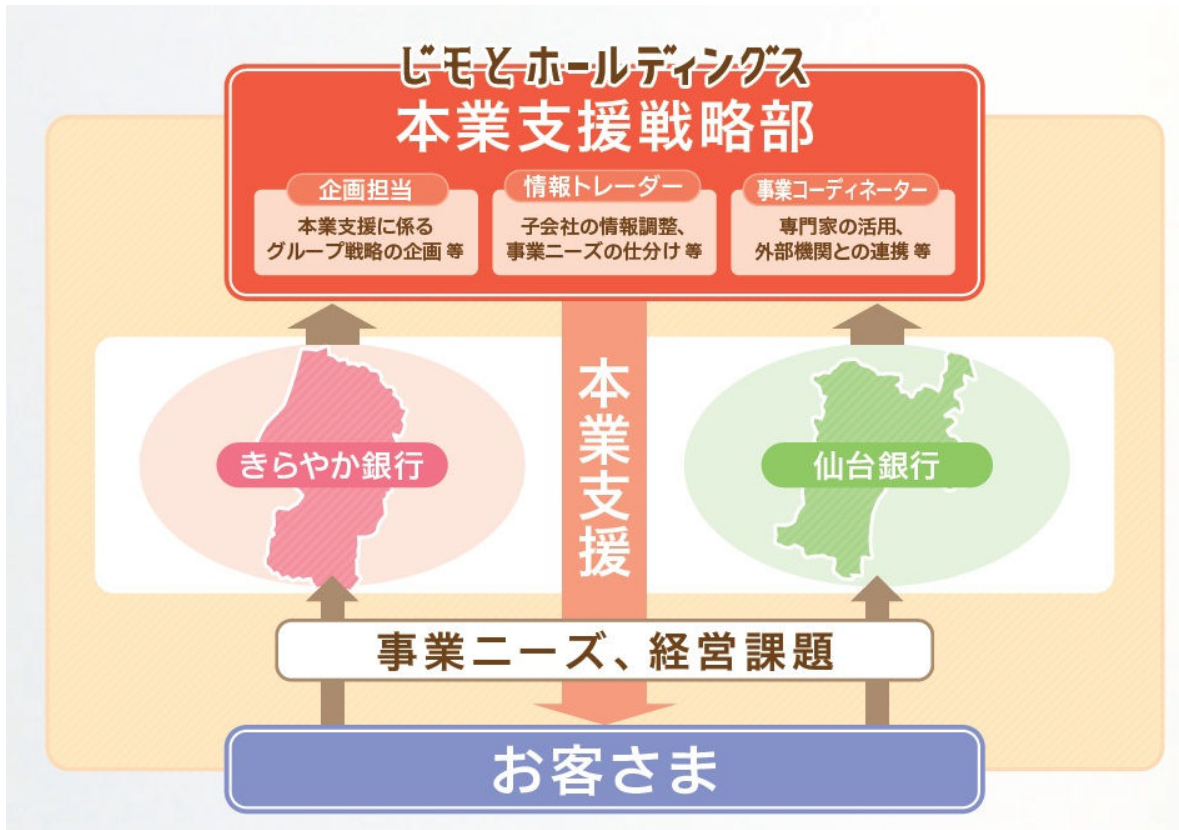 じモとホールディングス
本業支援戦略部
企画担当
本業支援に係る
グループ戦略の企画 等
情報トレーダー
子会社の情報調整、
事業ニーズの仕分け 等
事業コーディネーター
専門家の活用、
外部機関との連携 等
きらやか銀行
本業支援
仙台銀行
事業ニーズ、経営課題
お客さま